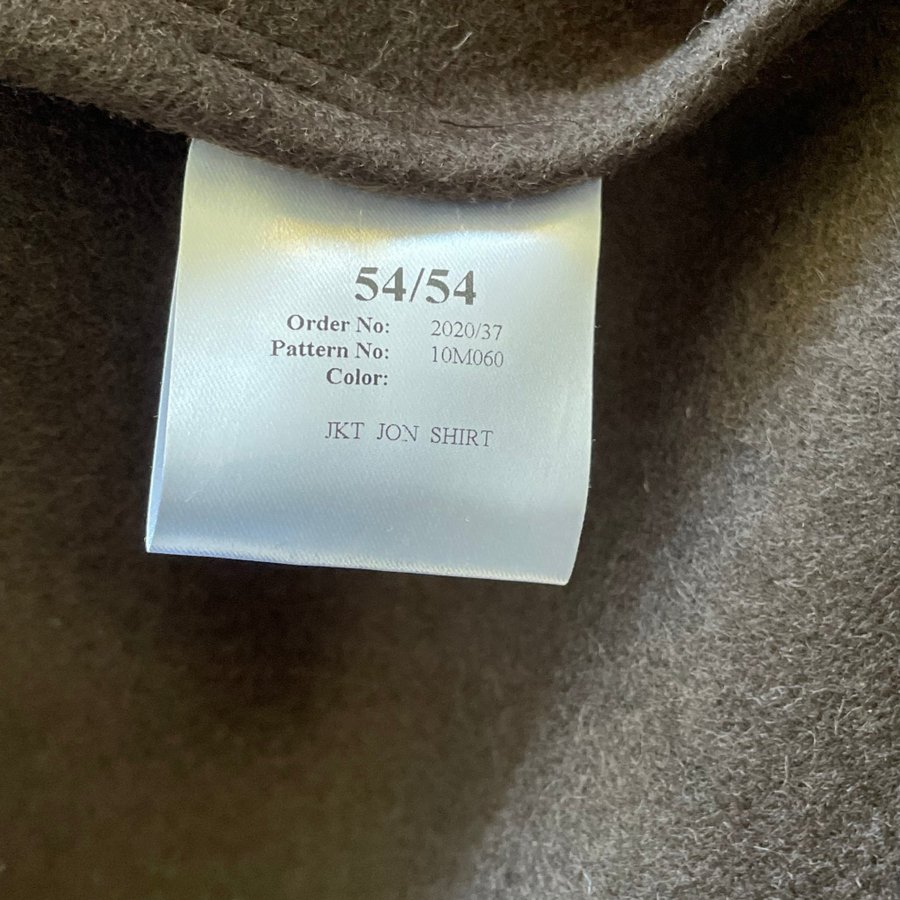 54/54
Order No: 2020/37
Pattern No: 10M060
Color:
JKT JON SHIRT